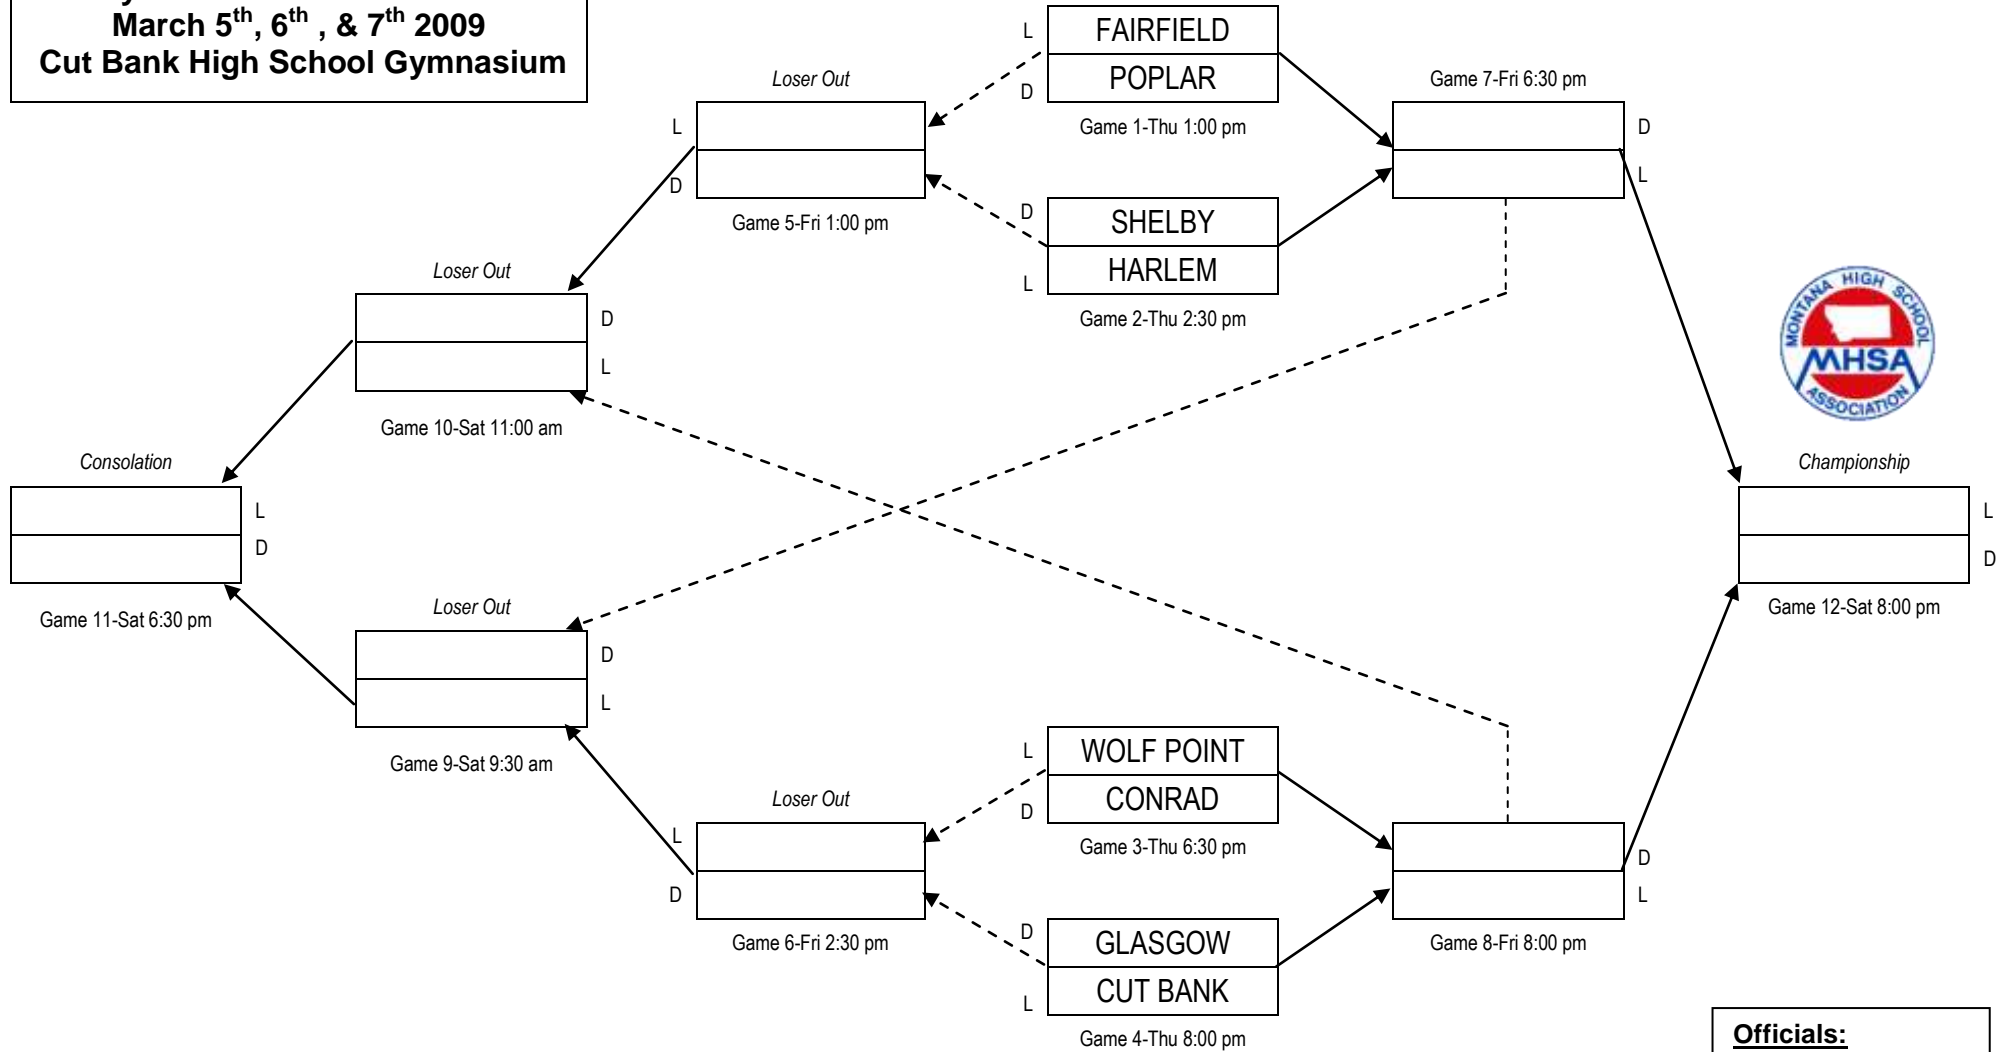 March 5th, 6th , & 7th 2009
Cut Bank High School Gymnasium
L FAIRFIELD
D POPLAR
Game 1-Thu 1:00 pm
D SHELBY
L HARLEM
Game 2-Thu 2:30 pm
Loser Out
L
D
Game 5-Fri 1:00 pm
Game 7-Fri 6:30 pm
D
L
Loser Out
D
L
Game 10-Sat 11:00 am
MONTANA HIGH SCHOOL
MHSA
ASSOCIATION
Consolation
L
D
Game 11-Sat 6:30 pm
Championship
L
D
Game 12-Sat 8:00 pm
Loser Out
D
L
Game 9-Sat 9:30 am
L WOLF POINT
D CONRAD
Game 3-Thu 6:30 pm
Loser Out
L
D
Game 6-Fri 2:30 pm
D GLASGOW
L CUT BANK
Game 4-Thu 8:00 pm
D
L
Game 8-Fri 8:00 pm
Officials: